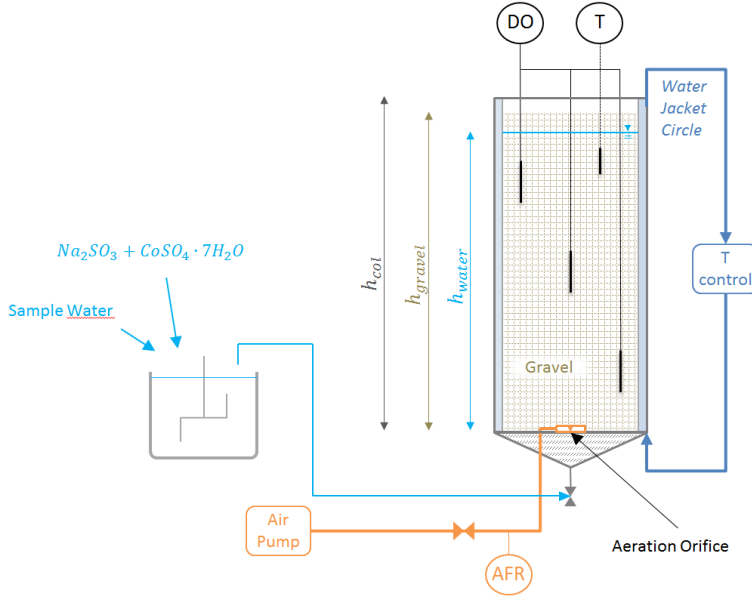 DO
T
Water
Jacket
Circle
Na₂SO₃ + CoSO₄ · 7H₂O
Sample Water
h_col
h_gravel
h_water
T
control
Gravel
Air
Pump
AFR
Aeration Orifice